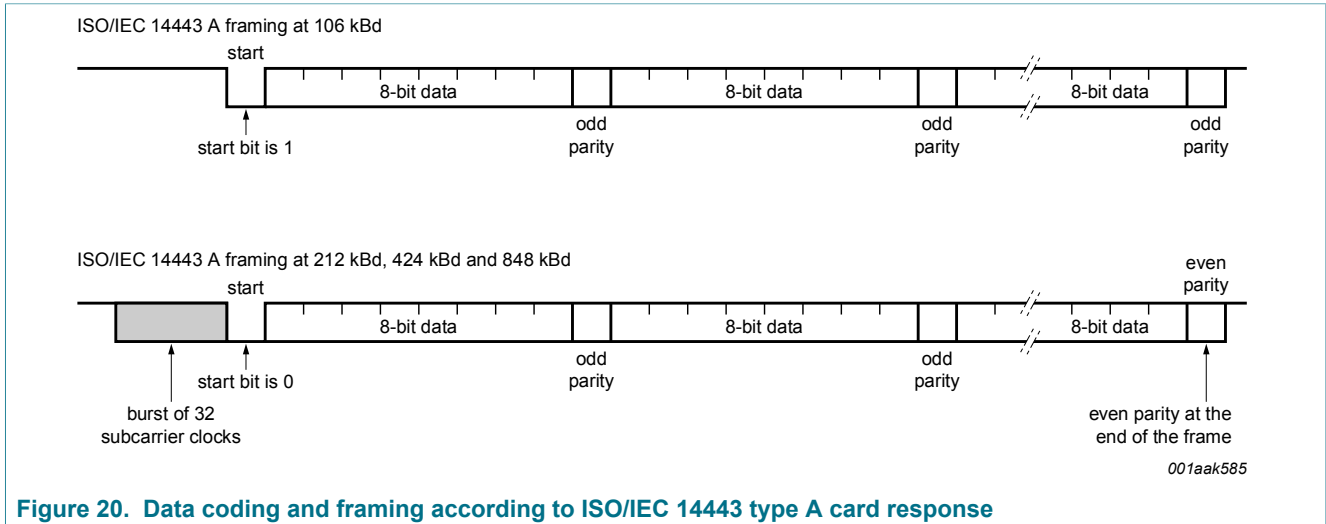 ISO/IEC 14443 A framing at 106 kBd
start
8-bit data
8-bit data
8-bit data
odd
parity
odd
parity
odd
parity
start bit is 1
ISO/IEC 14443 A framing at 212 kBd, 424 kBd and 848 kBd
even
parity
start
8-bit data
8-bit data
8-bit data
odd
parity
odd
parity
start bit is 0
burst of 32
subcarrier clocks
even parity at the
end of the frame
001aak585
Figure 20. Data coding and framing according to ISO/IEC 14443 type A card response